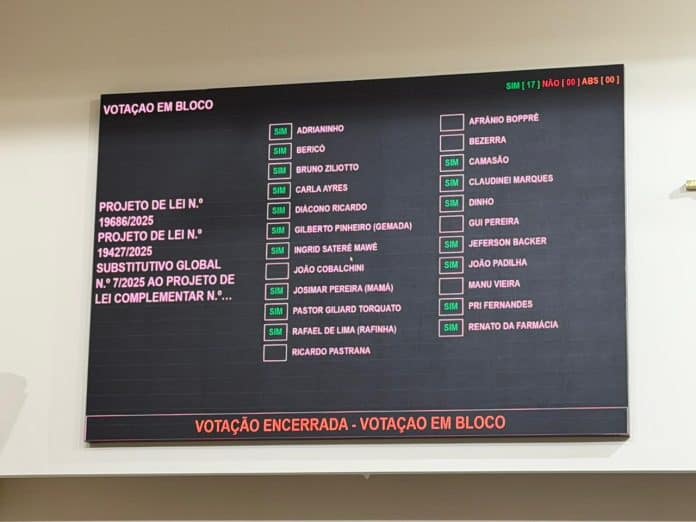 VOTAÇAO EM BLOCO
SIM [ 17 ] NÃO [ 00 ] ABS [ 00 ]
PROJETO DE LEI N.º
19686/2025
PROJETO DE LEI N.º
19427/2025
SUBSTITUTIVO GLOBAL
N.º 7/2025 AO PROJETO DE
LEI COMPLEMENTAR N.º...
SIM ADRIANINHO
SIM BERICÓ
SIM BRUNO ZILIOTTO
SIM CARLA AYRES
SIM DIÁCONO RICARDO
SIM GILBERTO PINHEIRO (GEMADA)
SIM INGRID SATERÉ MAWÉ
JOÃO COBALCHINI
SIM JOSIMAR PEREIRA (MAMÁ)
SIM PASTOR GILIARD TORQUATO
SIM RAFAEL DE LIMA (RAFINHA)
RICARDO PASTRANA
AFRÂNIO BOPPRÉ
BEZERRA
SIM CAMASÃO
SIM CLAUDINEI MARQUES
SIM DINHO
GUI PEREIRA
SIM JEFERSON BACKER
SIM JOÃO PADILHA
MANU VIEIRA
SIM PRI FERNANDES
SIM RENATO DA FARMÁCIA
VOTAÇÃO ENCERRADA - VOTAÇAO EM BLOCO